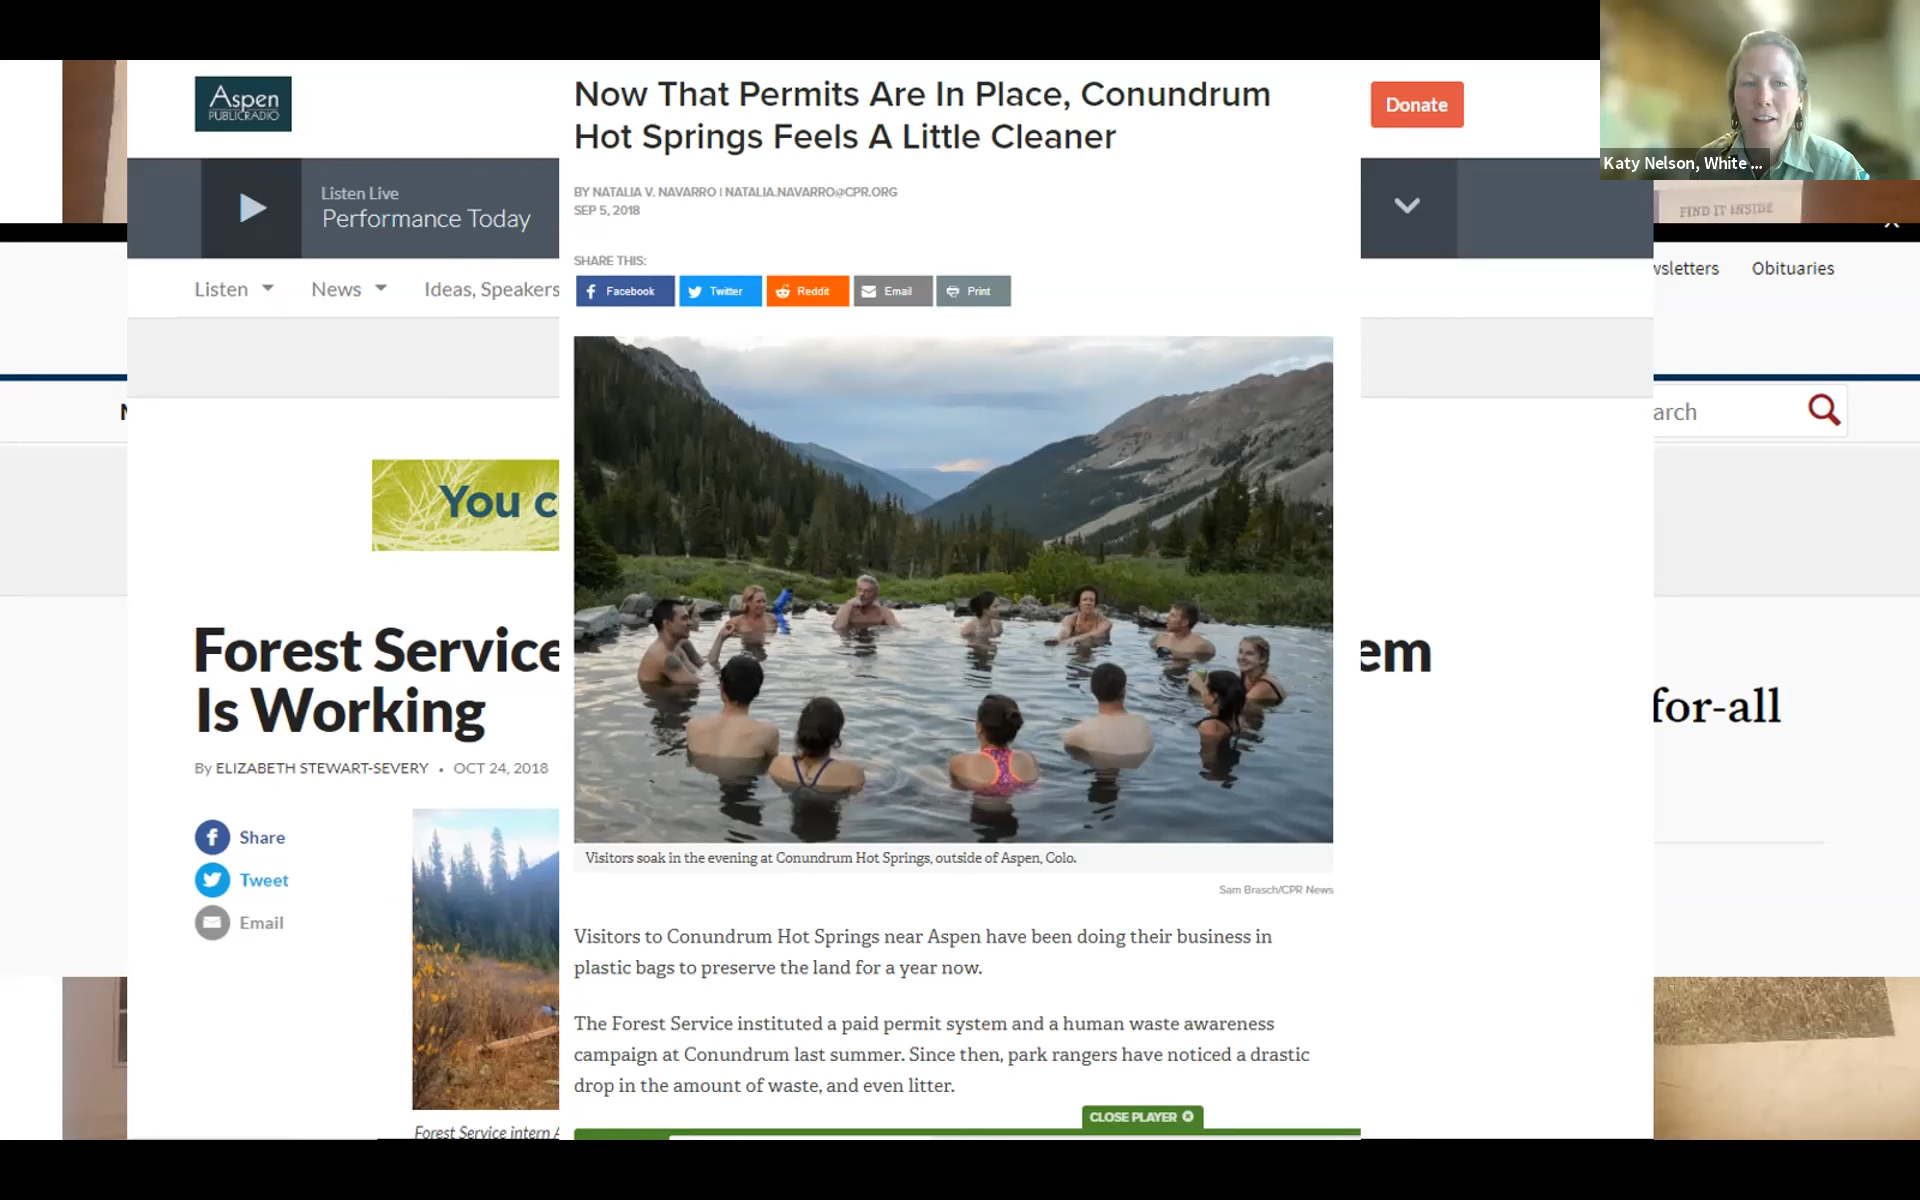 Aspen
PUBLICRADIO
Listen Live
Performance Today
Listen
News
Ideas, Speakers
You c
Forest Service
em
Is Working
By ELIZABETH STEWART-SEVERY • OCT 24, 2018
Share
Tweet
Email
Forest Service intern
Now That Permits Are In Place, Conundrum
Hot Springs Feels A Little Cleaner
BY NATALIA V. NAVARRO | NATALIA.NAVARRO@CPR.ORG
SEP 5, 2018
SHARE THIS:
Facebook
Twitter
Reddit
Email
Print
Visitors soak in the evening at Conundrum Hot Springs, outside of Aspen, Colo.
Sam Brasch/CPR News
Visitors to Conundrum Hot Springs near Aspen have been doing their business in
plastic bags to preserve the land for a year now.
The Forest Service instituted a paid permit system and a human waste awareness
campaign at Conundrum last summer. Since then, park rangers have noticed a drastic
drop in the amount of waste, and even litter.
CLOSE PLAYER
Donate
Katy Nelson, White ...
FIND IT INSIDE
wsletters
Obituaries
arch
for-all